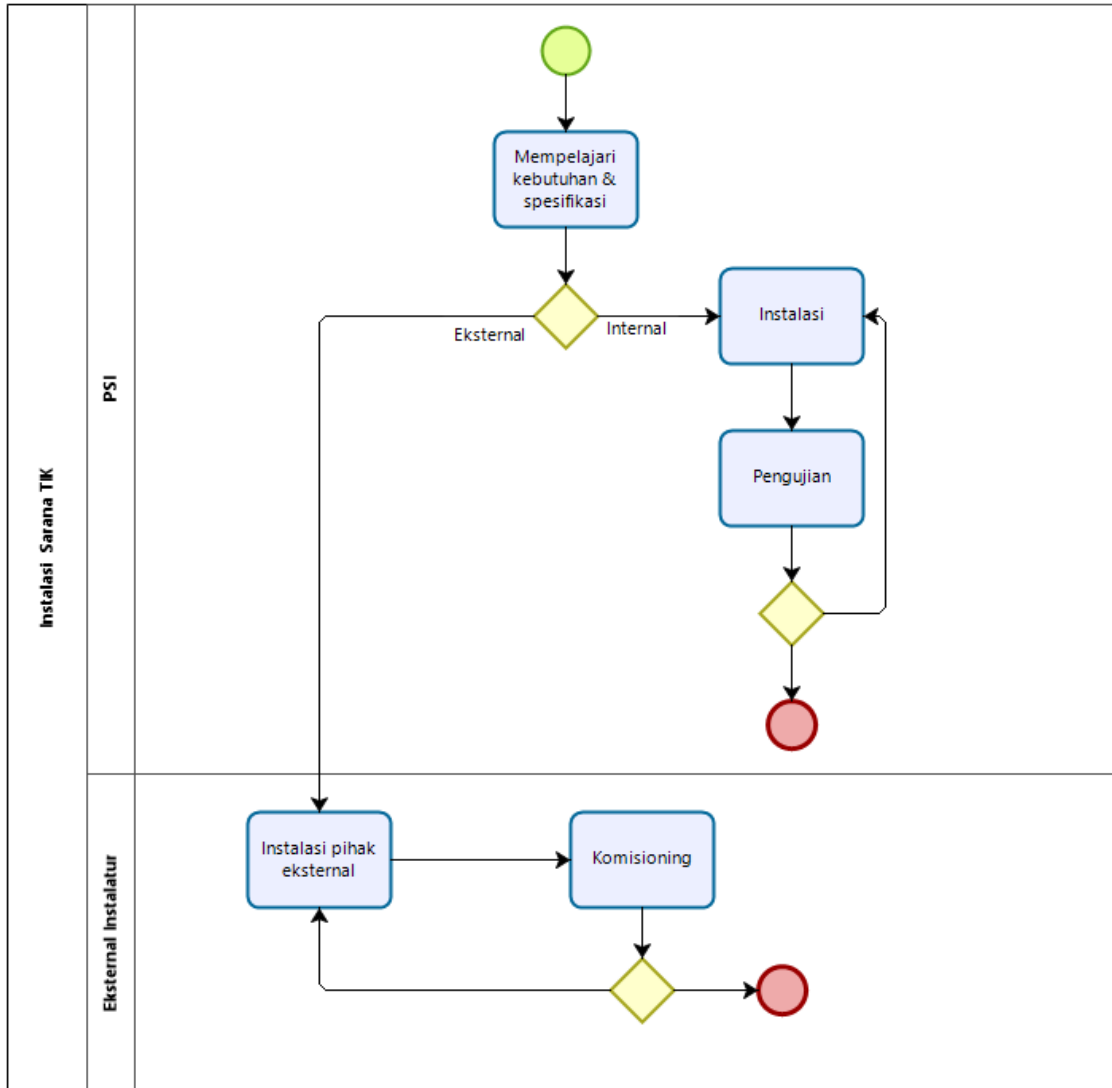 Instalasi Sarana TIK
PSI
Mempelajari
kebutuhan &
spesifikasi
Eksternal
Internal
Instalasi
Pengujian
Eksternal Instalatur
Instalasi pihak
eksternal
Komisioning